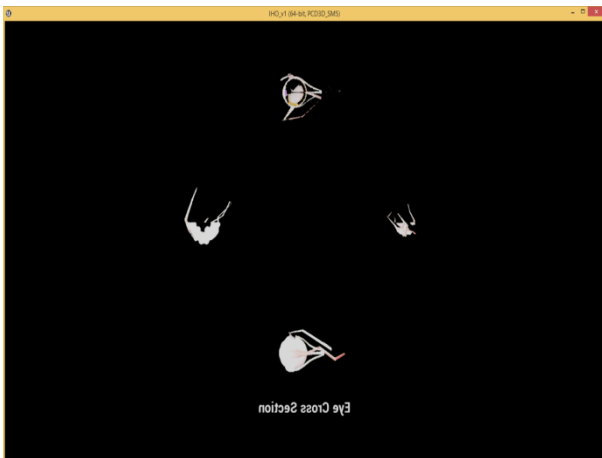 IHO_v1 (64-bit, PCD3D_SM5)
Eye Cross Section